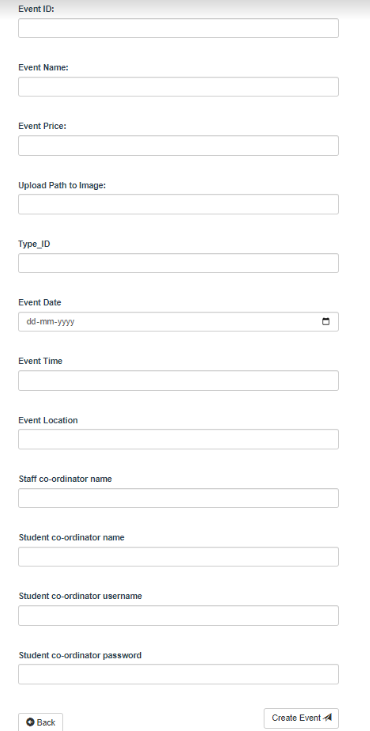 Event ID:
Event Name:
Event Price:
Upload Path to Image:
Type_ID
Event Date
dd-mm-yyyy
Event Time
Event Location
Staff co-ordinator name
Student co-ordinator name
Student co-ordinator username
Student co-ordinator password
Create Event
Back